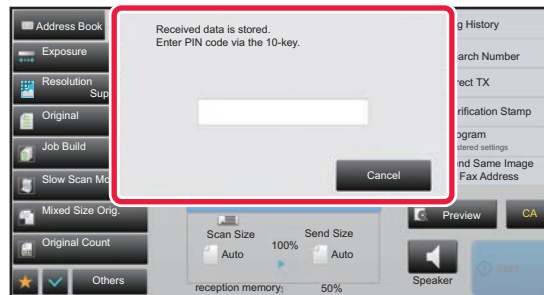 Address Book
Exposure
Resolution
Sup
Original
Job Build
Slow Scan Mo
Mixed Size Orig.
Original Count
Others
Received data is stored.
Enter PIN code via the 10-key.
Cancel
g History
arch Number
rect TX
rification Stamp
ogram
stered settings
nd Same Image
Fax Address
Preview
CA
Scan Size
Send Size
100%
Auto
Auto
reception memory:
50%
Speaker
Start